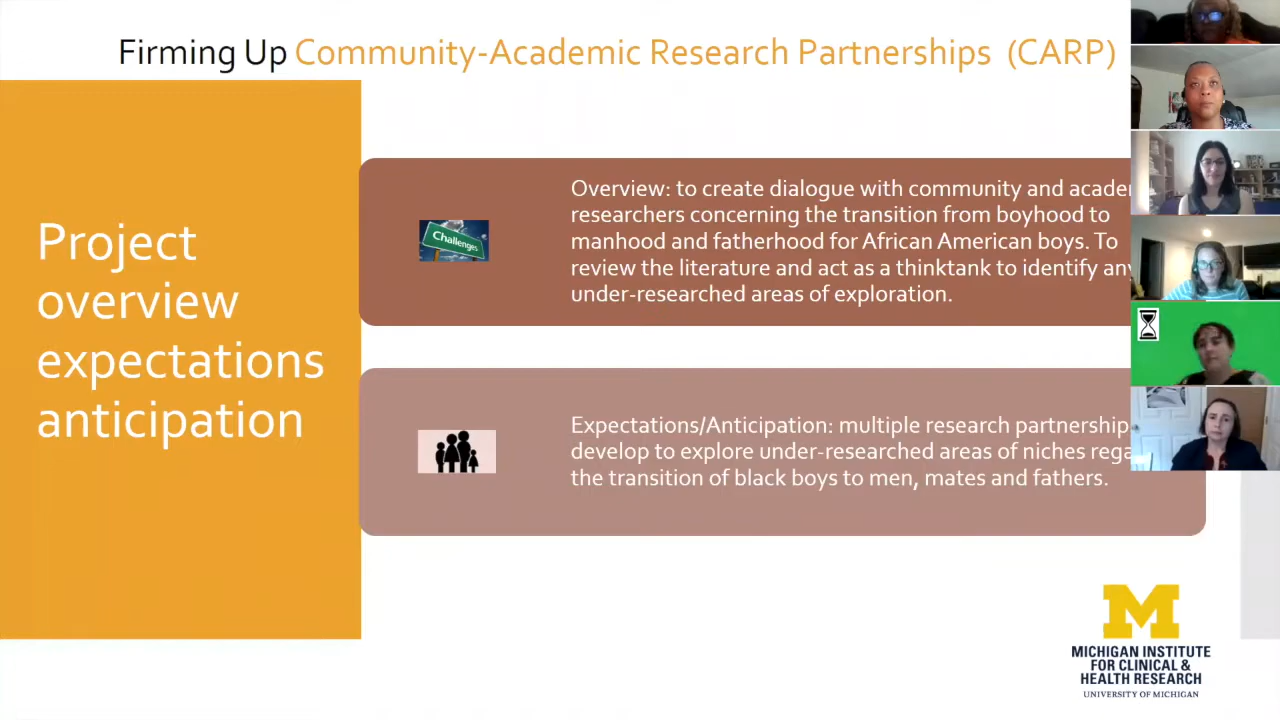 Firming Up Community-Academic Research Partnerships (CARP)
Project
overview
expectations
anticipation
Challenges
Overview: to create dialogue with community and
researchers concerning the transition from boyhood to
manhood and fatherhood for African American boys. To
review the literature and act as a thinktank to identify
under-researched areas of exploration.
Expectations/Anticipation: multiple research
develop to explore under-researched areas of niches
the transition of black boys to men, mates and fathers.
M
MICHIGAN INSTITUTE
FOR CLINICAL &
HEALTH RESEARCH
UNIVERSITY OF MICHIGAN